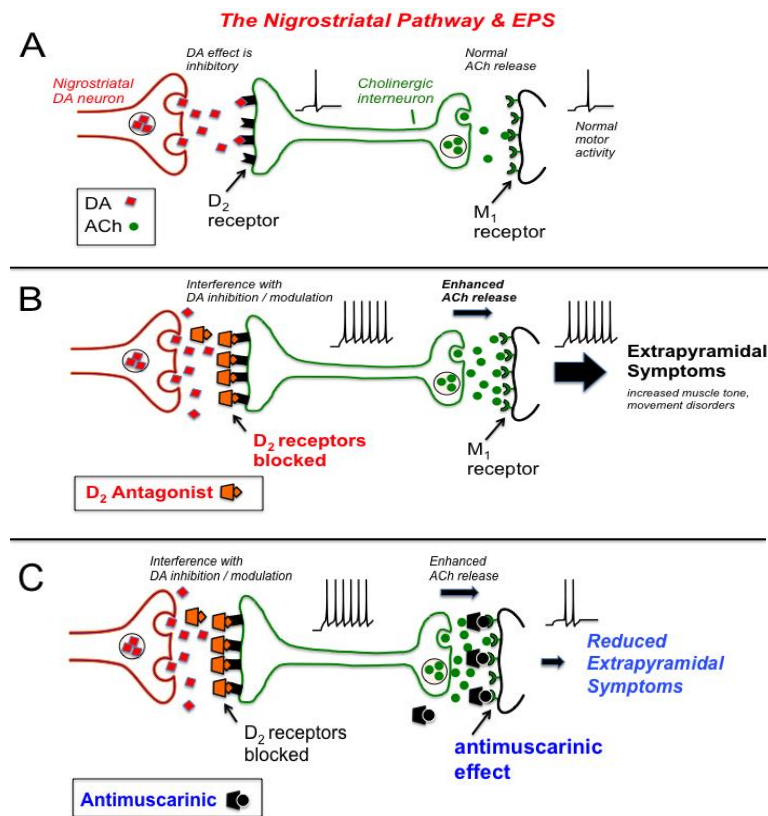 The Nigrostriatal Pathway & EPS
A
DA effect is
inhibitory
Normal
ACh release
Nigrostriatal
DA neuron
Cholinergic
interneuron
Normal
motor
activity
DA
ACh
D₂
receptor
M₁
receptor
B
Interference with
DA inhibition / modulation
Enhanced
ACh release
Extrapyramidal
Symptoms
increased muscle tone,
movement disorders
D₂ receptors
blocked
M₁
receptor
D₂ Antagonist
C
Interference with
DA inhibition / modulation
Enhanced
ACh release
Reduced
Extrapyramidal
Symptoms
D₂ receptors
blocked
antimuscarinic
effect
Antimuscarinic